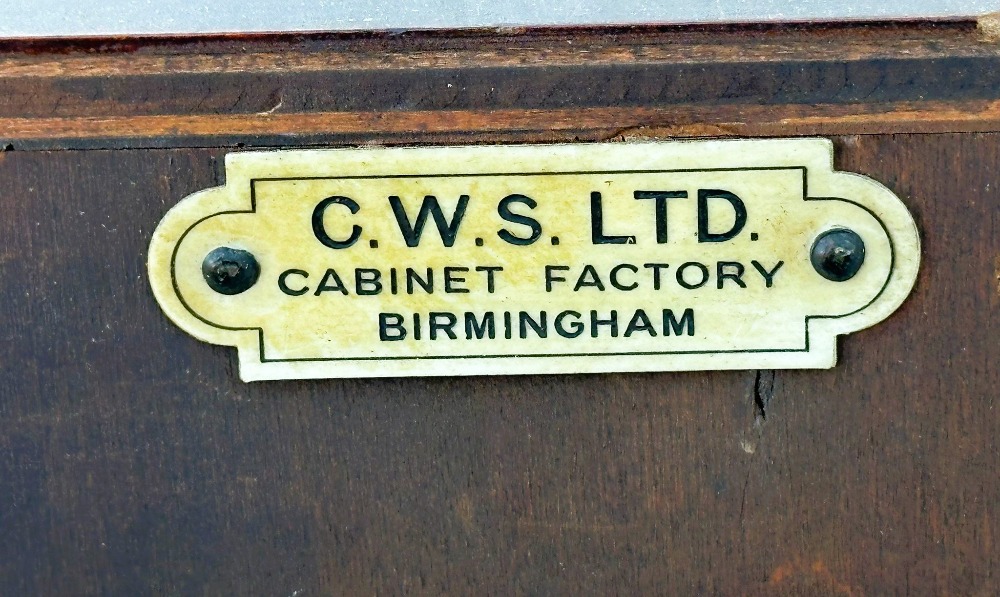 C.W.S. LTD.
CABINET FACTORY
BIRMINGHAM